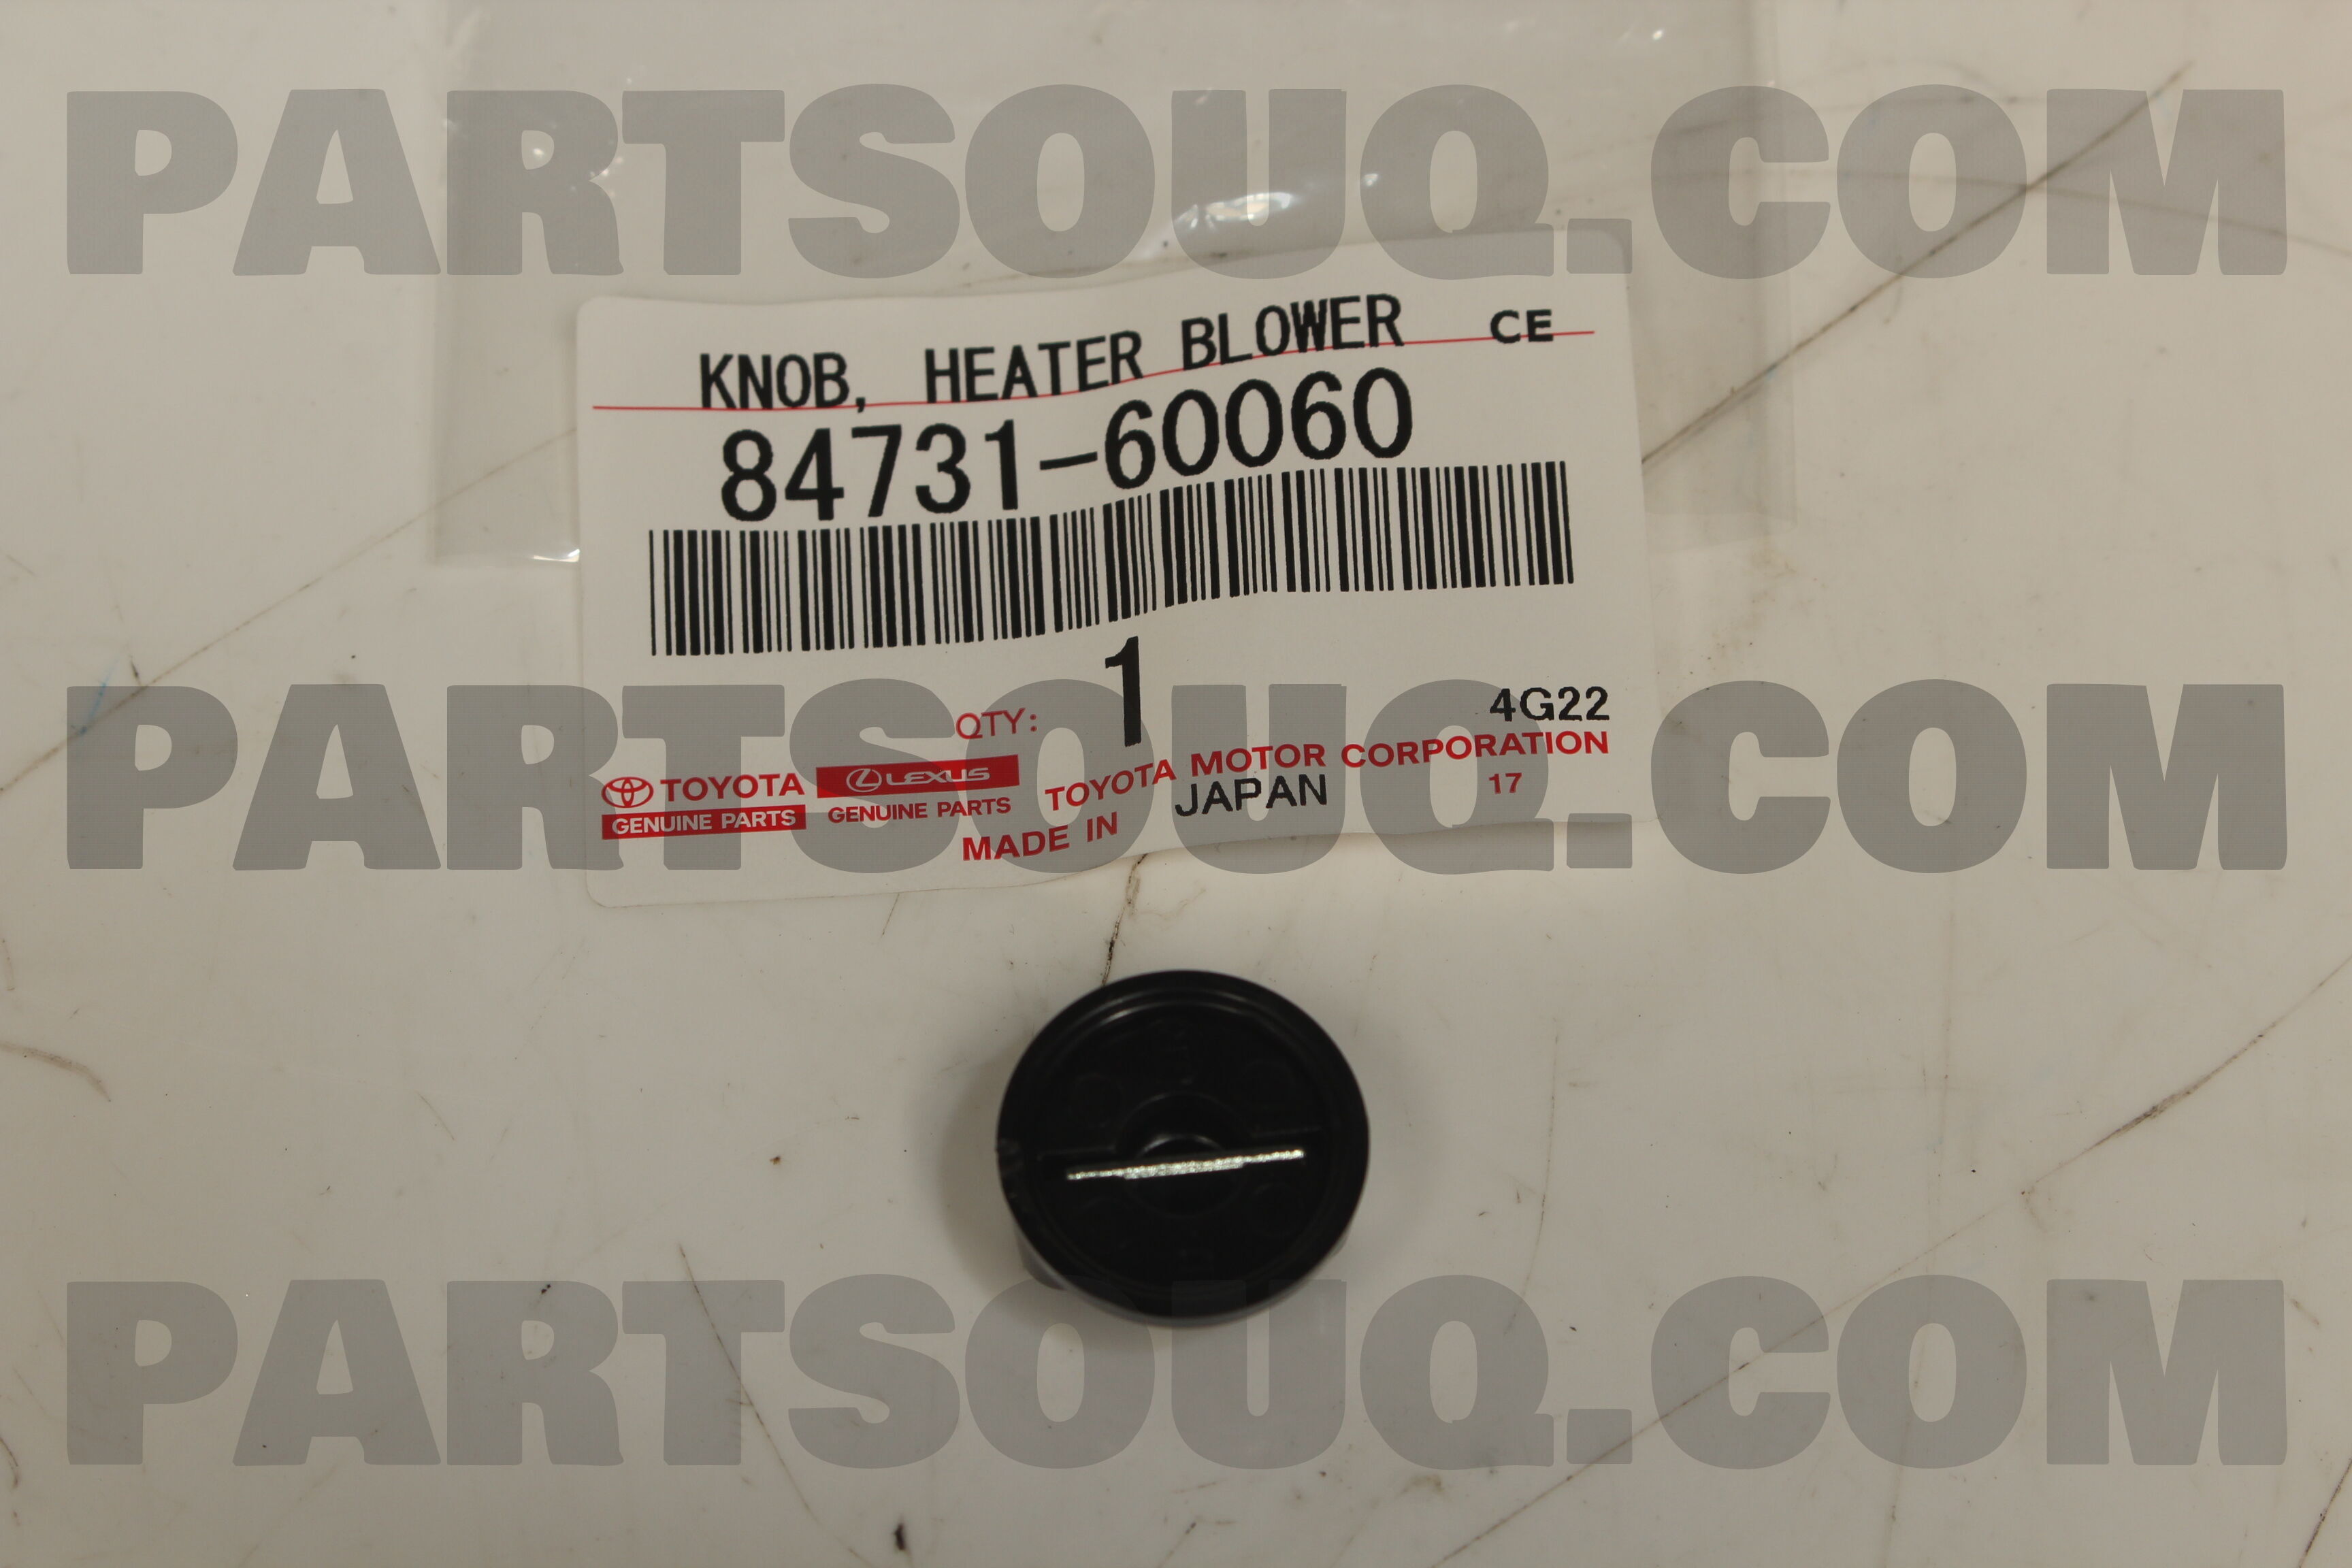 PARTSOUQ.COM
KNOB, HEATER BLOWER CE
84731-60060
QTY: 1 4G22
TOYOTA LEXUS TOYOTA MOTOR CORPORATION
GENUINE PARTS GENUINE PARTS MADE IN JAPAN 17
PARTSOUQ.COM
PARTSOUQ.COM